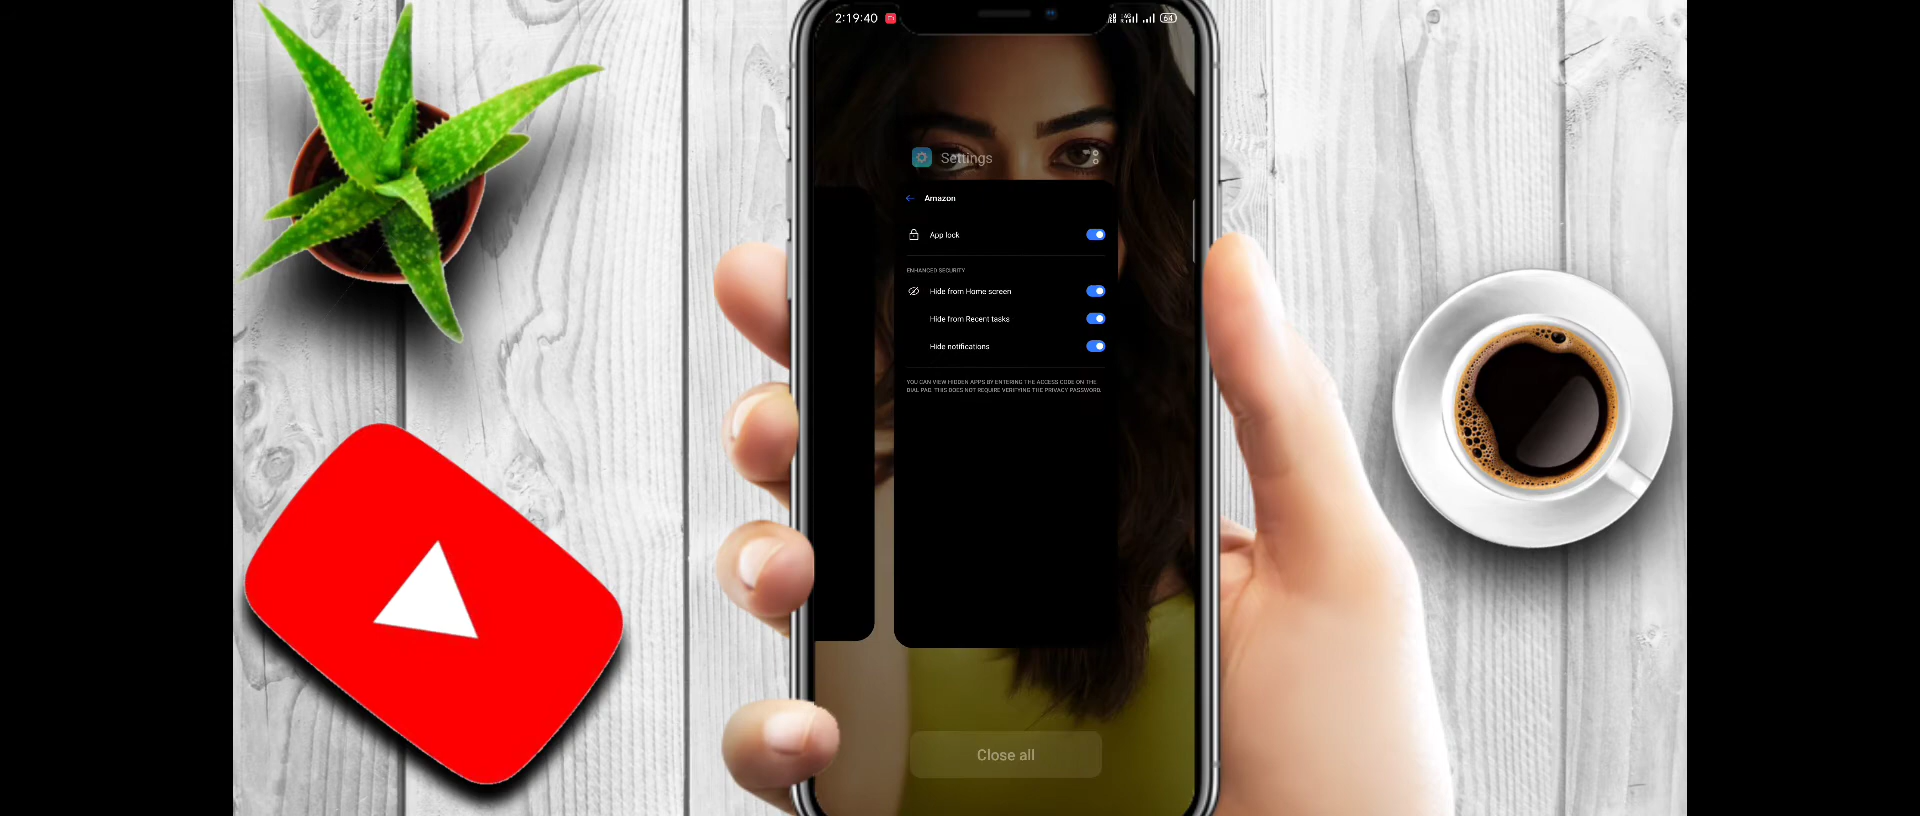 2:19:40
64
Settings
Amazon
App lock
ENHANCED SECURITY
Hide from Home screen
Hide from Recent tasks
Hide notifications
YOU CAN VIEW HIDDEN APPS BY ENTERING THE ACCESS CODE ON THE
DIAL PAD. THIS DOES NOT REQUIRE VERIFYING THE PRIVACY PASSWORD.
Close all